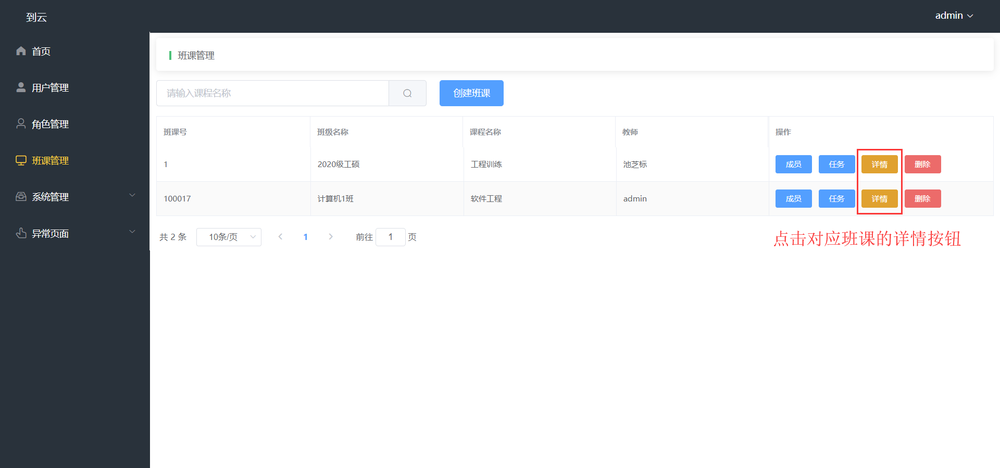 到云
admin
首页
用户管理
角色管理
班课管理
系统管理
异常页面
班课管理
请输入课程名称
创建班课
班课号 班级名称 课程名称 教师 操作
1 2020级工硕 工程训练 池芝标 成员 任务 详情 删除
100017 计算机1班 软件工程 admin 成员 任务 详情 删除
共 2 条 10条/页 1 前往 1 页
点击对应班课的详情按钮